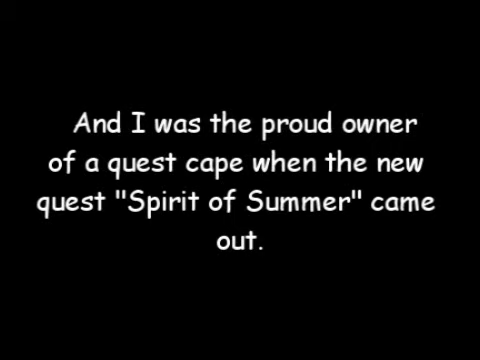 And I was the proud owner
of a quest cape when the new
quest "Spirit of Summer" came
out.